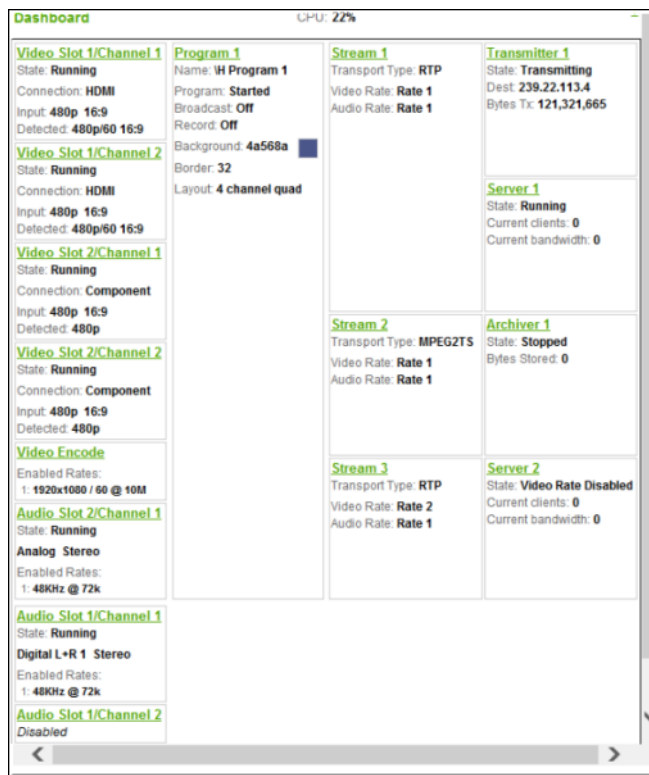 Dashboard
CPU: 22%
Video Slot 1/Channel 1
State: Running
Connection: HDMI
Input: 480p 16:9
Detected: 480p/60 16:9
Video Slot 1/Channel 2
State: Running
Connection: HDMI
Input: 480p 16:9
Detected: 480p/60 16:9
Video Slot 2/Channel 1
State: Running
Connection: Component
Input: 480p 16:9
Detected: 480p
Video Slot 2/Channel 2
State: Running
Connection: Component
Input: 480p 16:9
Detected: 480p
Video Encode
Enabled Rates:
1: 1920x1080 / 60 @ 10M
Audio Slot 2/Channel 1
State: Running
Analog Stereo
Enabled Rates:
1: 48KHz @ 72k
Audio Slot 1/Channel 1
State: Running
Digital L+R 1 Stereo
Enabled Rates:
1: 48KHz @ 72k
Audio Slot 1/Channel 2
Disabled
Program 1
Name: \H Program 1
Program: Started
Broadcast: Off
Record: Off
Background: 4a568a
Border: 32
Layout: 4 channel quad
Stream 1
Transport Type: RTP
Video Rate: Rate 1
Audio Rate: Rate 1
Stream 2
Transport Type: MPEG2TS
Video Rate: Rate 1
Audio Rate: Rate 1
Stream 3
Transport Type: RTP
Video Rate: Rate 2
Audio Rate: Rate 1
Transmitter 1
State: Transmitting
Dest: 239.22.113.4
Bytes Tx: 121,321,665
Server 1
State: Running
Current clients: 0
Current bandwidth: 0
Archiver 1
State: Stopped
Bytes Stored: 0
Server 2
State: Video Rate Disabled
Current clients: 0
Current bandwidth: 0